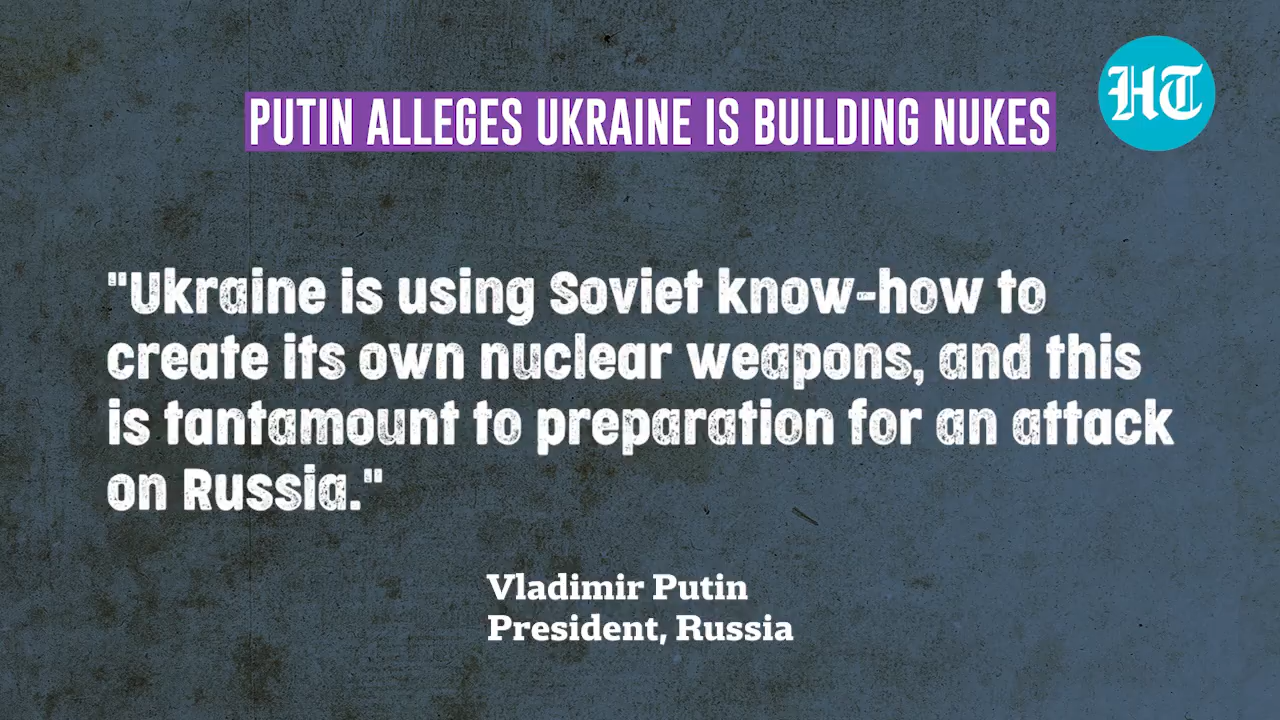 PUTIN ALLEGES UKRAINE IS BUILDING NUKES
HT
"Ukraine is using Soviet know-how to
create its own nuclear weapons, and this
is tantamount to preparation for an attack
on Russia."
Vladimir Putin
President, Russia